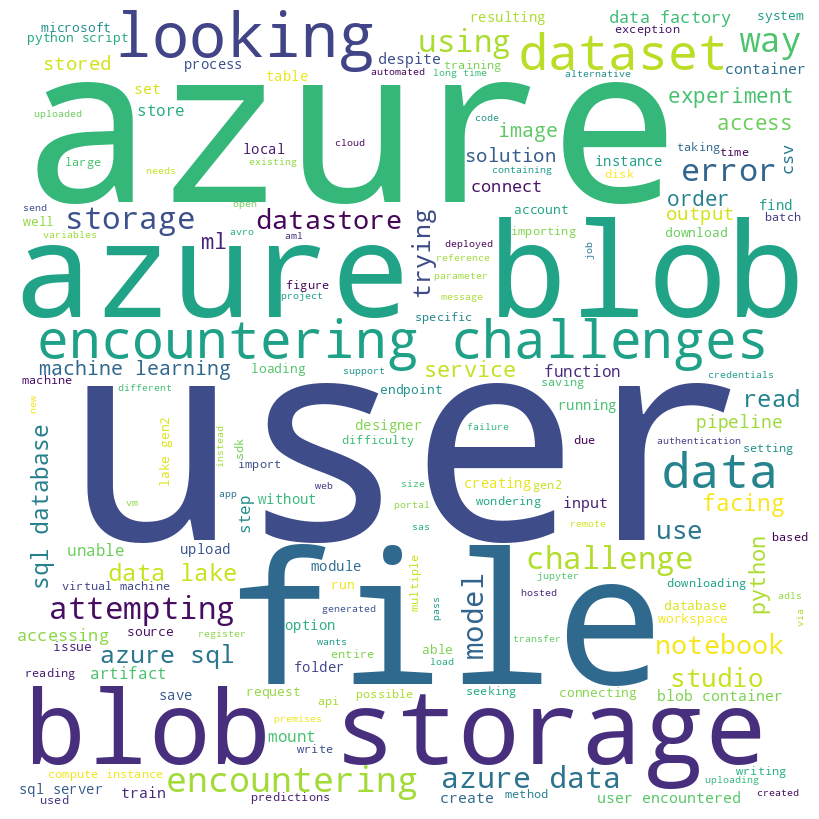 microsoft
python script
looking
resulting
data factory
system
exception
using
dataset
way
stored
process
despite
training
container
automated
long time
alternative
set
table
azure
store
experiment
uploaded
code
image
access
local
cloud
large
existing
solution
containing
instance
taking
time
error
csv
needs
connect
disk
order
find
open
account
output
batch
send
well
storage
datastore
variables
avro
ml
aml
trying
importing
download
deployed
job
azure blob
figure
reference
project
parameter
message
specific
encountering challenges
machine learning
loading
support
service
function
credentials
machine
different
endpoint
saving
user
read
new
designer
running
pipeline
difficulty
failure
due
authentication
setting
sql database
lake gen2
instead
sdk
import
web
data
app
size
creating
gen2
vm
step
without
portal
wondering
input
facing
based
sas
remote
use
unable
upload
file
data lake
module
challenge
python
virtual machine
run
multiple
model
jupyter
downloading
adls
attempting
generated
pass
hosted
database
workspace
via
accessing
source
register
option
issue
wants
able
transfer
notebook
azure sql
entire
load
reading
artifact
folder
studio
blob storage
save
request
api
possible
seeking
connecting
blob container
premises
mount
write
compute instance
encountering
azure data
writing
uploading
sql server
used
train
predictions
create
method
user encountered
created